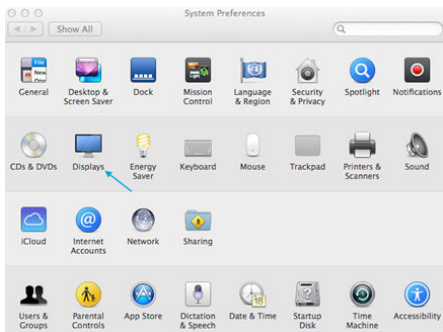 System Preferences
Show All
General
Desktop &
Screen Saver
Dock
Mission
Control
Language
& Region
Security
& Privacy
Spotlight
Notifications
CDs & DVDs
Displays
Energy
Saver
Keyboard
Mouse
Trackpad
Printers &
Scanners
Sound
iCloud
Internet
Accounts
Network
Sharing
Users &
Groups
Parental
Controls
App Store
Dictation
& Speech
Date & Time
Startup
Disk
Time
Machine
Accessibility